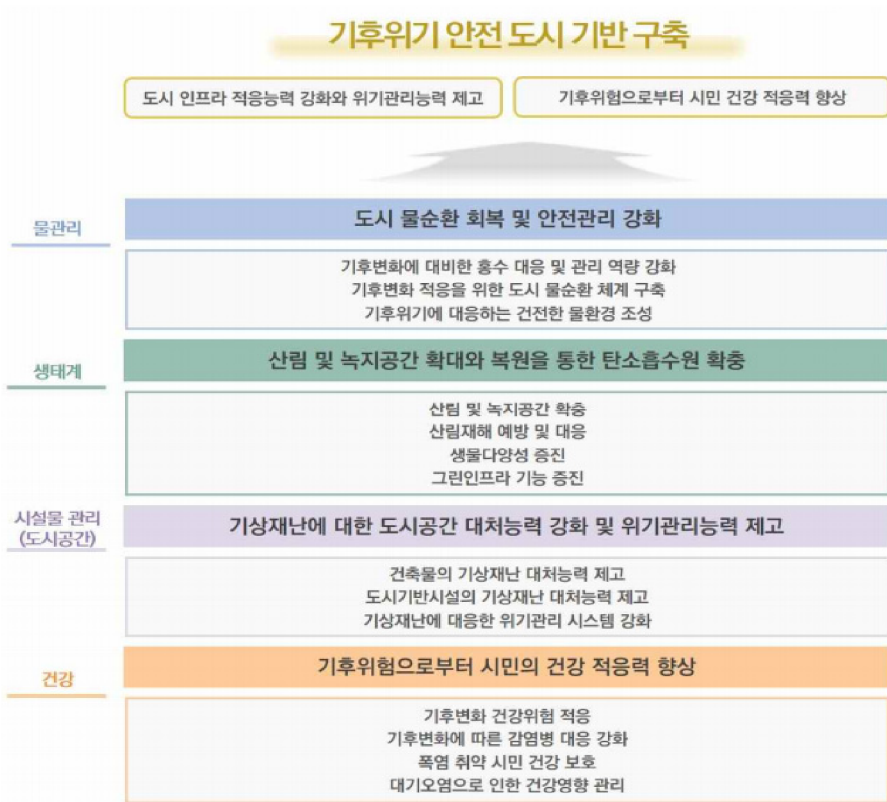 기후위기 안전 도시 기반 구축
도시 인프라 적응능력 강화와 위기관리능력 제고
기후위험으로부터 시민 건강 적응력 향상
물관리
도시 물순환 회복 및 안전관리 강화
기후변화에 대비한 홍수 대응 및 관리 역량 강화
기후변화 적응을 위한 도시 물순환 체계 구축
기후위기에 대응하는 건전한 물환경 조성
생태계
산림 및 녹지공간 확대와 복원을 통한 탄소흡수원 확충
산림 및 녹지공간 확충
산림재해 예방 및 대응
생물다양성 증진
그린인프라 기능 증진
시설물 관리
(도시공간)
기상재난에 대한 도시공간 대처능력 강화 및 위기관리능력 제고
건축물의 기상재난 대처능력 제고
도시기반시설의 기상재난 대처능력 제고
기상재난에 대응한 위기관리 시스템 강화
건강
기후위험으로부터 시민의 건강 적응력 향상
기후변화 건강위험 적응
기후변화에 따른 감염병 대응 강화
폭염 취약 시민 건강 보호
대기오염으로 인한 건강영향 관리